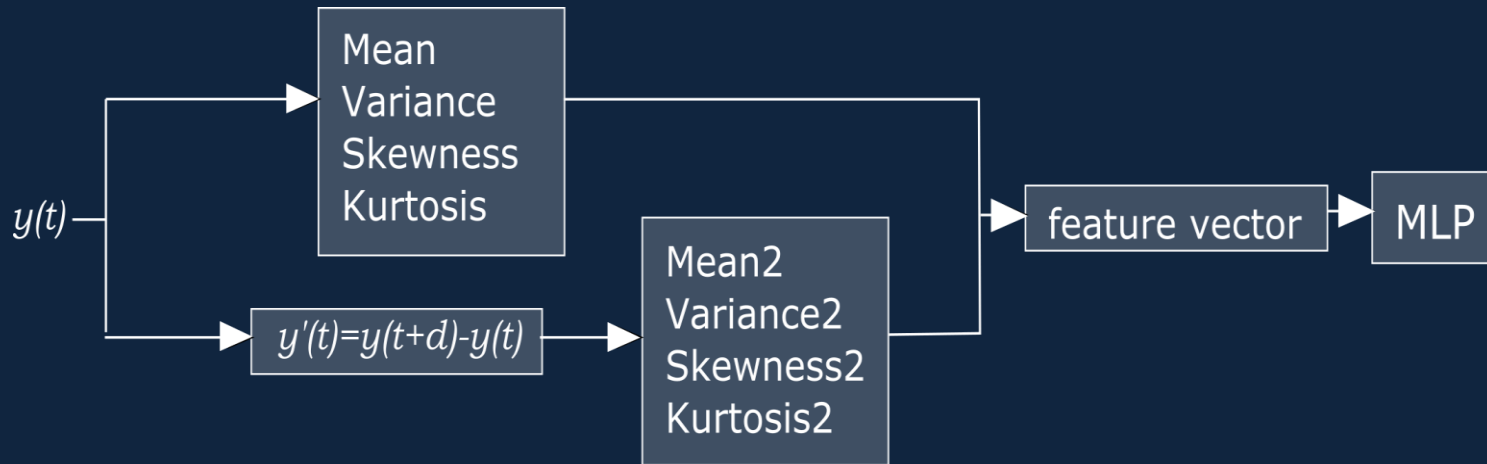 Mean
Variance
Skewness
Kurtosis
y(t)
y'(t)=y(t+d)-y(t)
Mean2
Variance2
Skewness2
Kurtosis2
feature vector
MLP